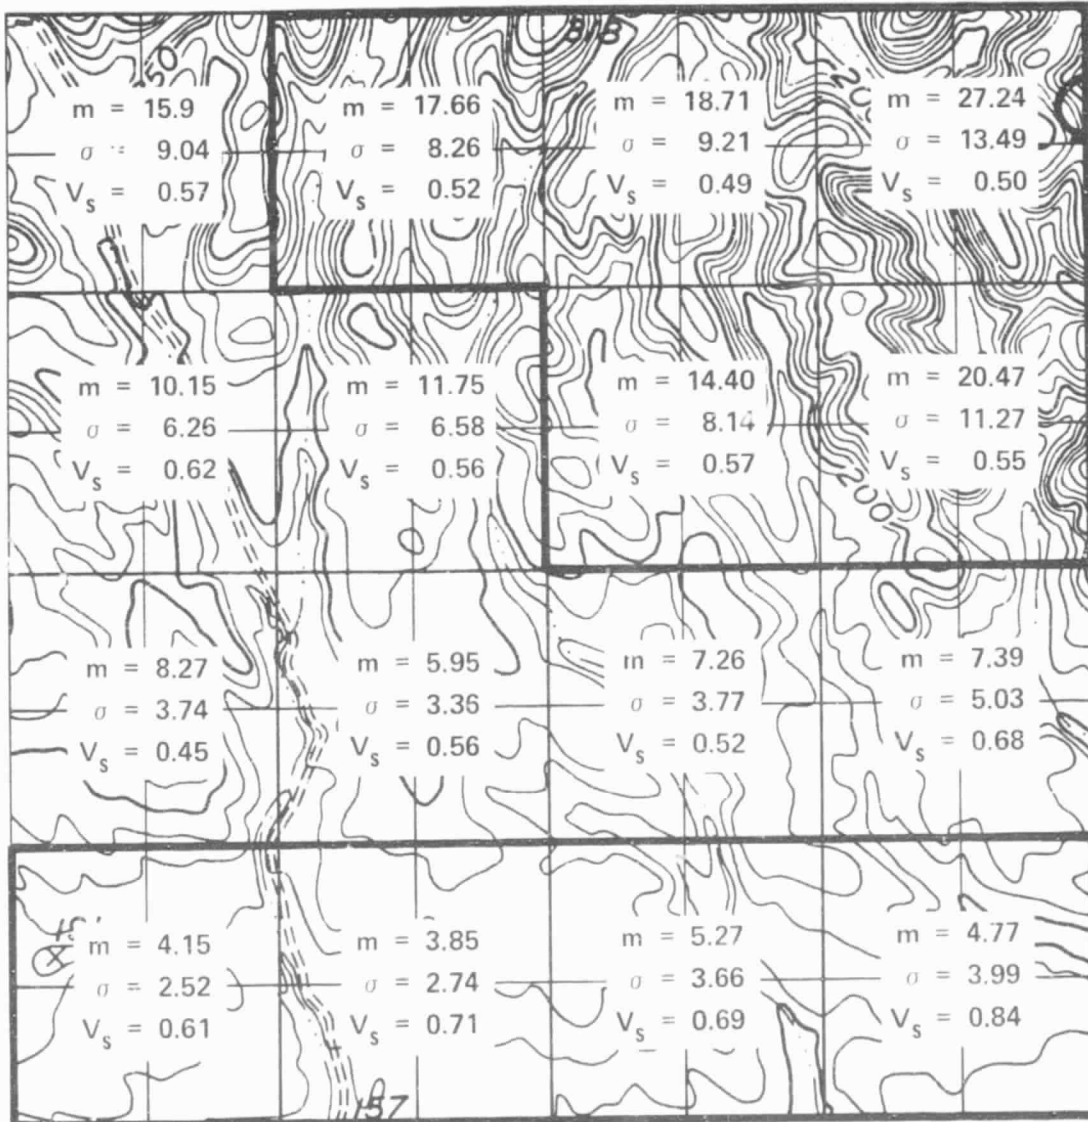 818
50
200
m = 15.9
σ = 9.04
Vₛ = 0.57
m = 17.66
σ = 8.26
Vₛ = 0.52
m = 18.71
σ = 9.21
Vₛ = 0.49
m = 27.24
σ = 13.49
Vₛ = 0.50
m = 10.15
σ = 6.26
Vₛ = 0.62
m = 11.75
σ = 6.58
Vₛ = 0.56
m = 14.40
σ = 8.14
Vₛ = 0.57
m = 20.47
σ = 11.27
Vₛ = 0.55
200
m = 8.27
σ = 3.74
Vₛ = 0.45
m = 5.95
σ = 3.36
Vₛ = 0.56
m = 7.26
σ = 3.77
Vₛ = 0.52
m = 7.39
σ = 5.03
Vₛ = 0.68
m = 4.15
σ = 2.52
Vₛ = 0.61
m = 3.85
σ = 2.74
Vₛ = 0.71
m = 5.27
σ = 3.66
Vₛ = 0.69
m = 4.77
σ = 3.99
Vₛ = 0.84
157